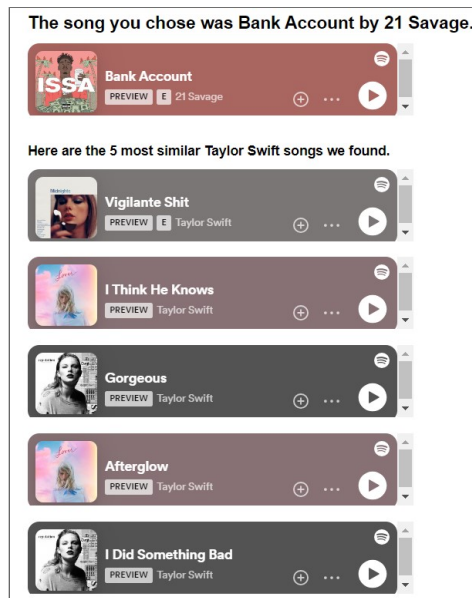 The song you chose was Bank Account by 21 Savage.
ISSA
Bank Account
PREVIEW E 21 Savage
Here are the 5 most similar Taylor Swift songs we found.
Vigilante Shit
PREVIEW E Taylor Swift
I Think He Knows
PREVIEW Taylor Swift
Gorgeous
PREVIEW Taylor Swift
Afterglow
PREVIEW Taylor Swift
I Did Something Bad
PREVIEW Taylor Swift